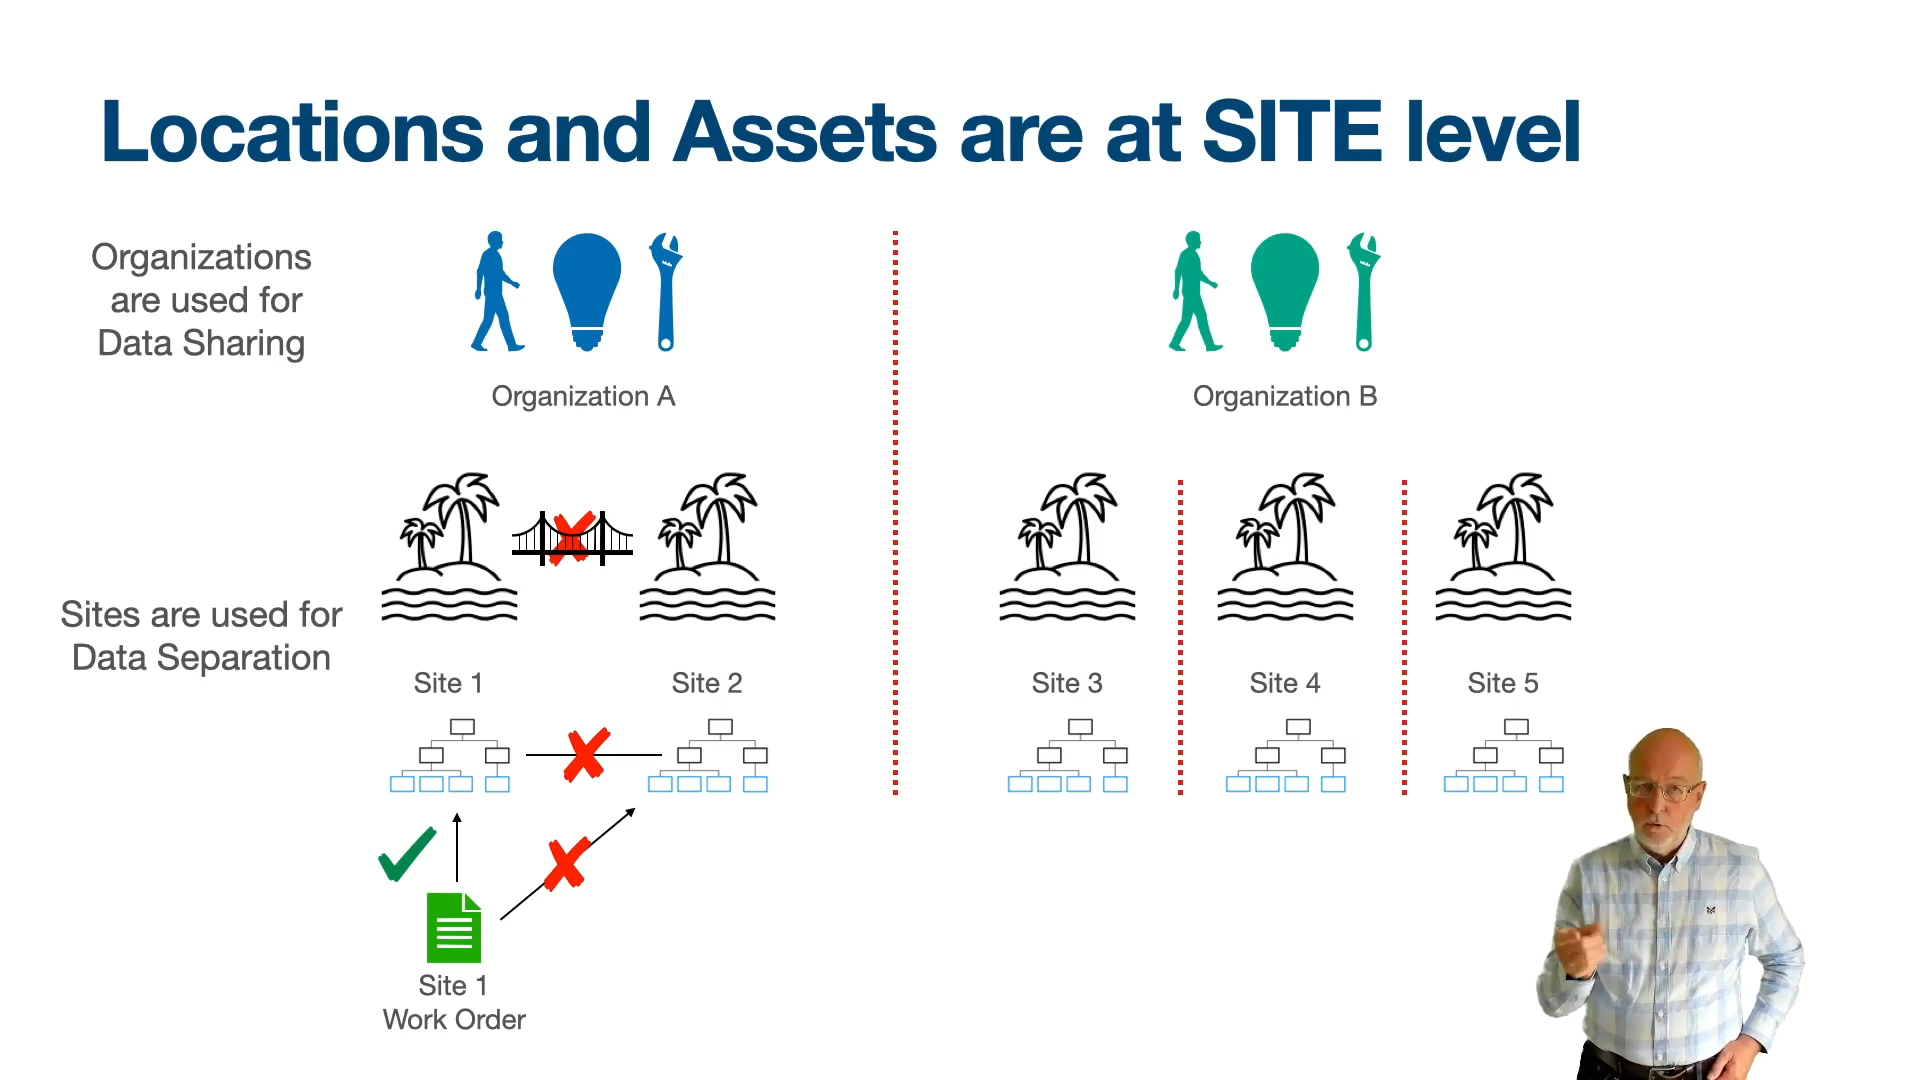 Locations and Assets are at SITE level
Organizations
are used for
Data Sharing
Organization A
Organization B
Sites are used for
Data Separation
Site 1
Site 2
Site 3
Site 4
Site 5
Site 1
Work Order